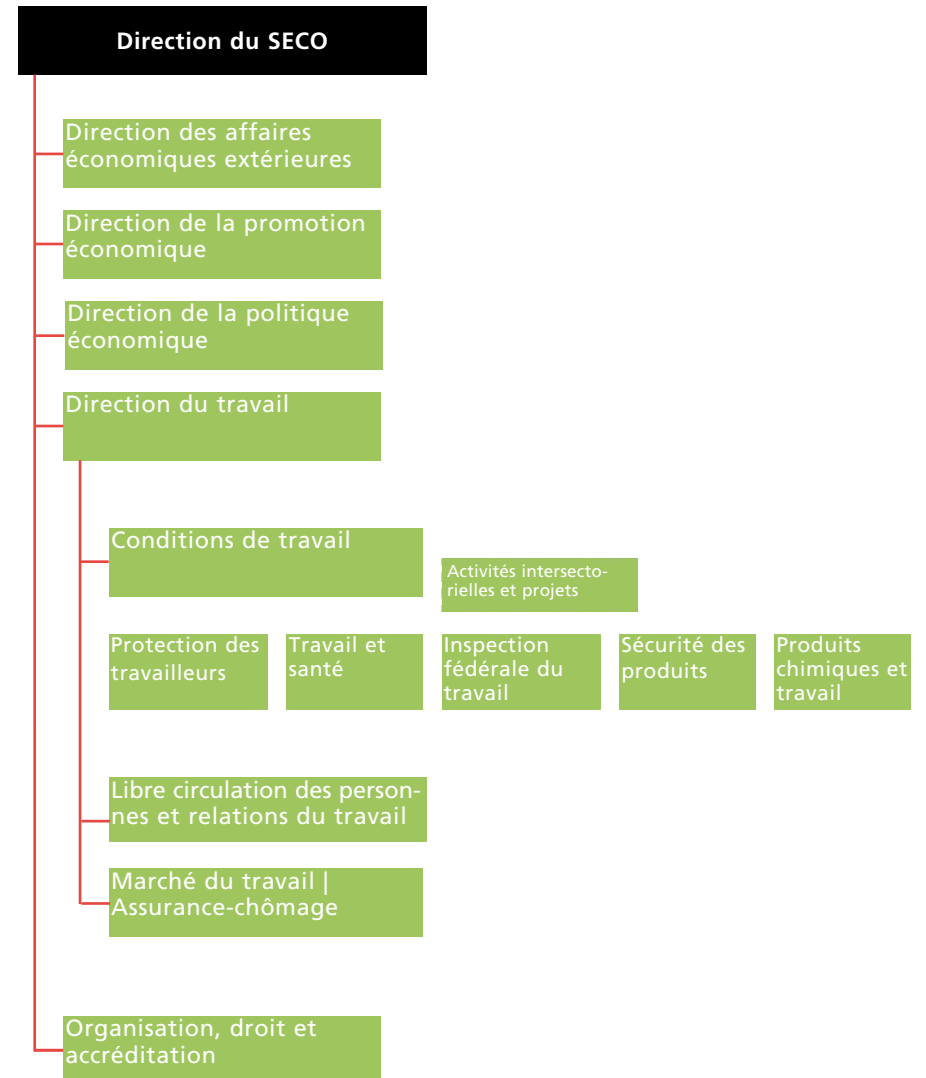 Direction du SECO
Direction des affaires
économiques extérieures
Direction de la promotion
économique
Direction de la politique
économique
Direction du travail
Conditions de travail
Activités intersecto-
rielles et projets
Protection des
travailleurs
Travail et
santé
Inspection
fédérale du
travail
Sécurité des
produits
Produits
chimiques et
travail
Libre circulation des person-
nes et relations du travail
Marché du travail |
Assurance-chômage
Organisation, droit et
accréditation